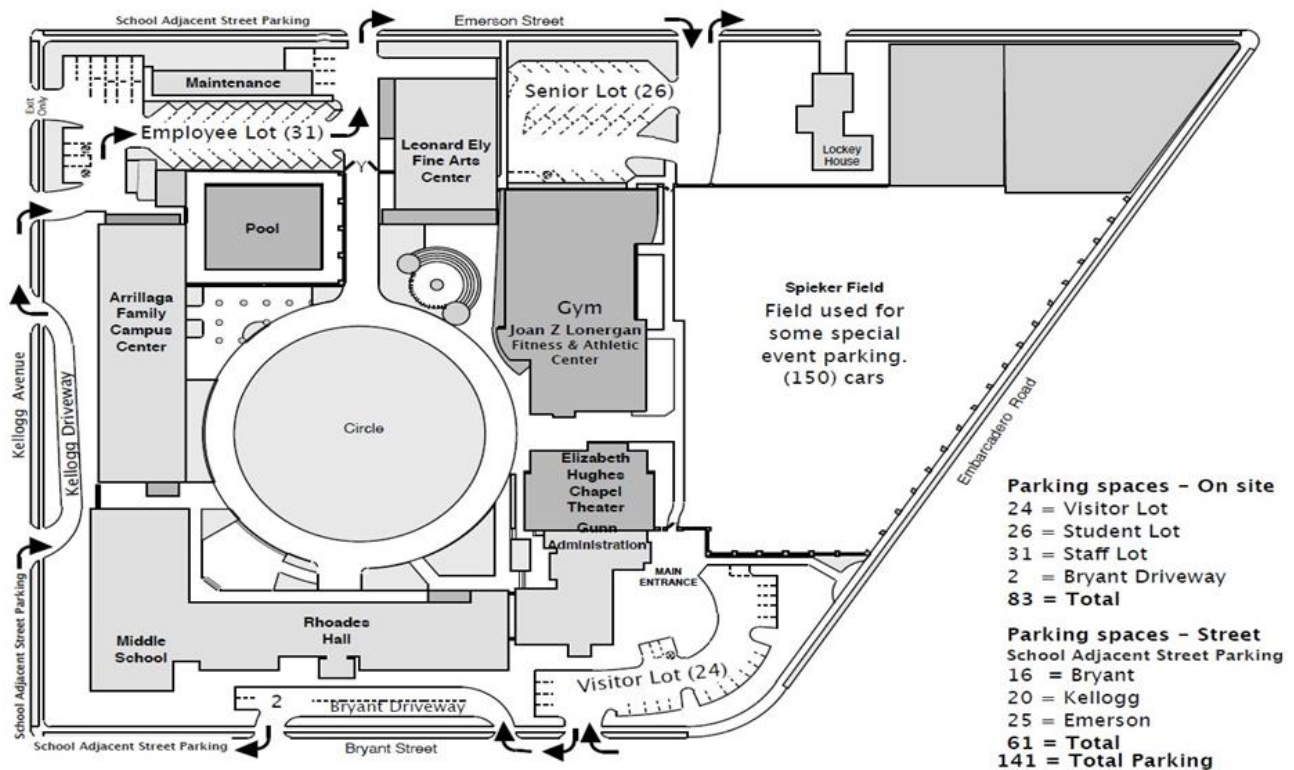 School Adjacent Street Parking
Emerson Street
Maintenance
Senior Lot (26)
Exit
Only
Employee Lot (31)
Leonard Ely
Fine Arts
Center
Lockey
House
Pool
Arrillaga
Family
Campus
Center
Gym
Joan Z Lonergan
Fitness & Athletic
Center
Spieker Field
Field used for
some special
event parking.
(150) cars
Kellogg Avenue
Kellogg Driveway
Circle
Embarcadero Road
Elizabeth
Hughes
Chapel
Theater
Gunn
Administration
MAIN
ENTRANCE
School Adjacent Street Parking
Middle
School
Rhoades
Hall
Visitor Lot (24)
2
Bryant Driveway
School Adjacent Street Parking
Bryant Street
Parking spaces - On site
24 = Visitor Lot
26 = Student Lot
31 = Staff Lot
2 = Bryant Driveway
83 = Total
Parking spaces - Street
School Adjacent Street Parking
16 = Bryant
20 = Kellogg
25 = Emerson
61 = Total
141 = Total Parking